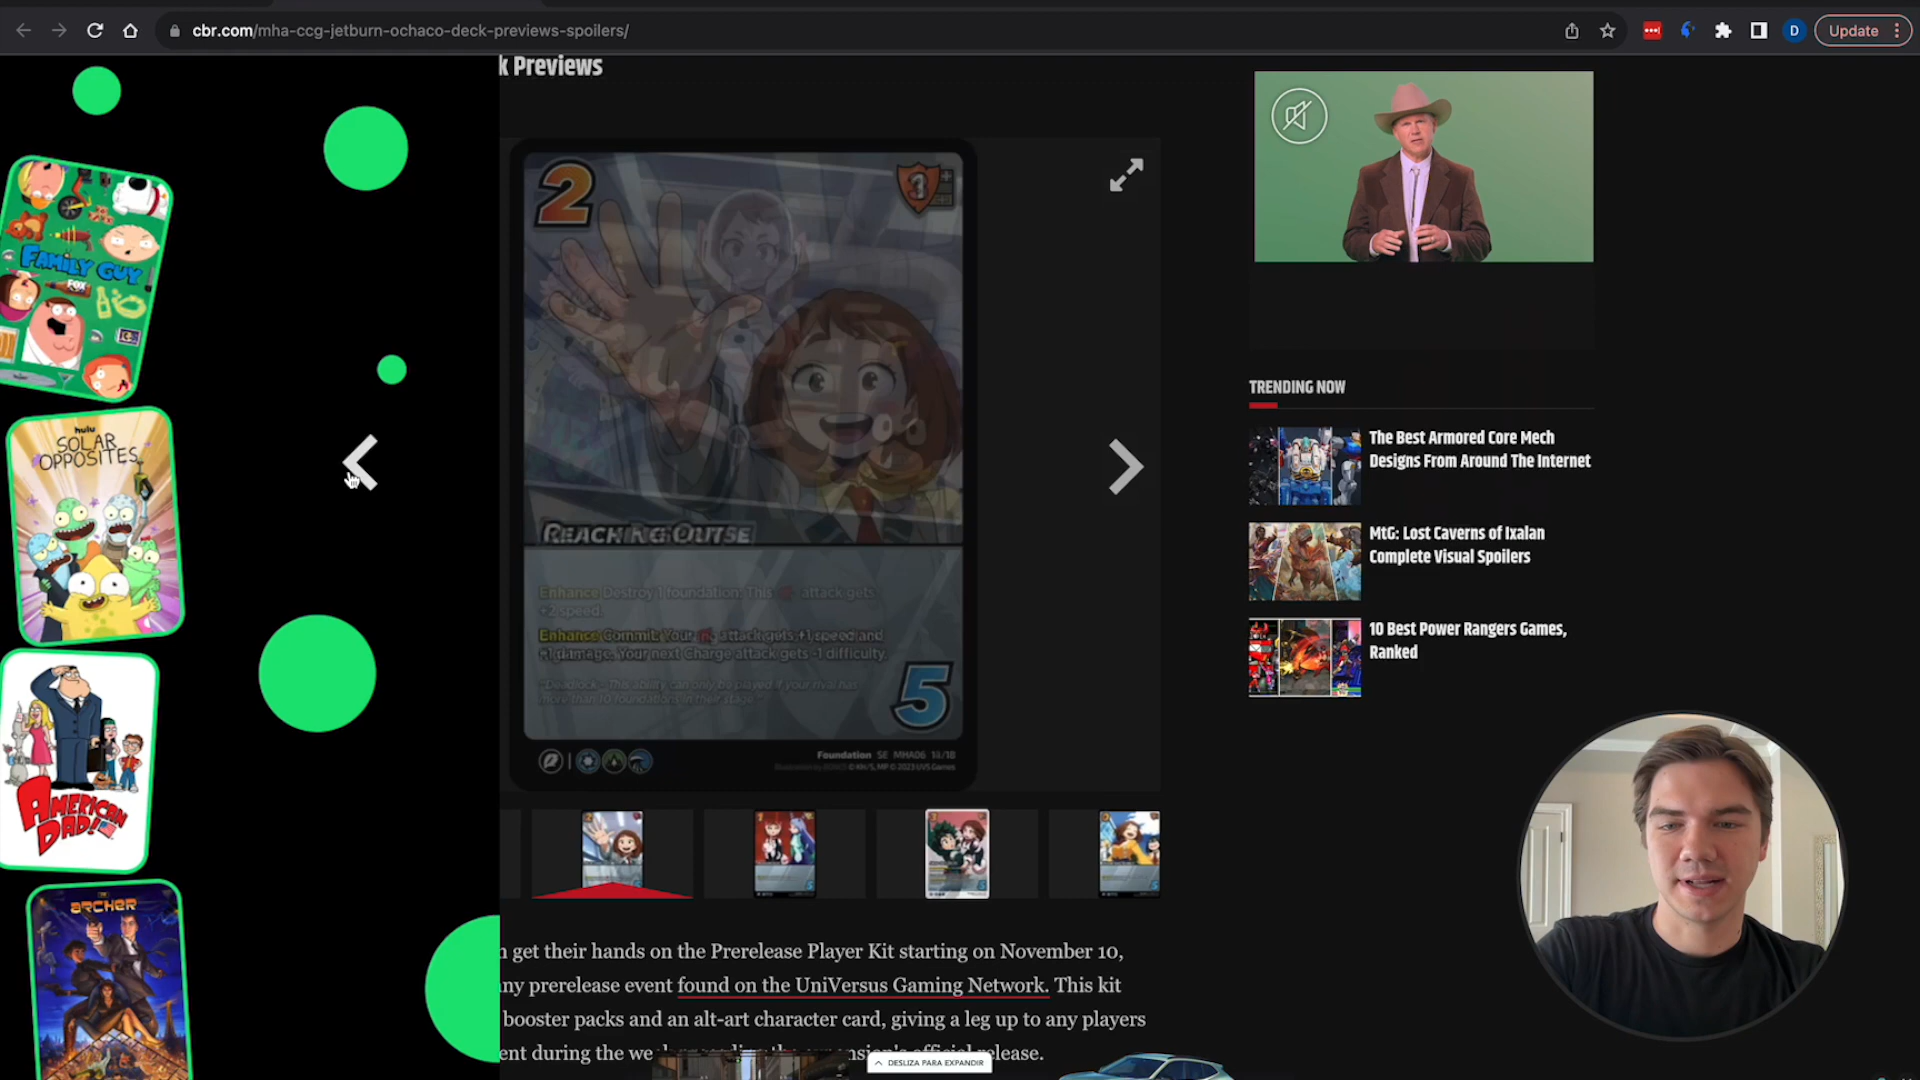 cbr.com/mha-ccg-jetburn-ochaco-deck-previews-spoilers/
D
Update
k Previews
2
3
Enhance Destroy 1 foundation: This attack gets
+2 speed.
Enhance Commit: Your attack gets +1 speed and
+1 damage. Your next Charge attack gets -1 difficulty.
5
Foundation SE MHA06
FAMILY GUY
FOX
hulu
SOLAR
OPPOSITES
AMERICAN
DAD!
ARCHER
TRENDING NOW
The Best Armored Core Mech
Designs From Around The Internet
MtG: Lost Caverns of Ixalan
Complete Visual Spoilers
10 Best Power Rangers Games,
Ranked
n get their hands on the Prerelease Player Kit starting on November 10,
ny prerelease event found on the UniVersus Gaming Network. This kit
booster packs and an alt-art character card, giving a leg up to any players
ent during the we
official release.
DESLIZA PARA EXPANDIR